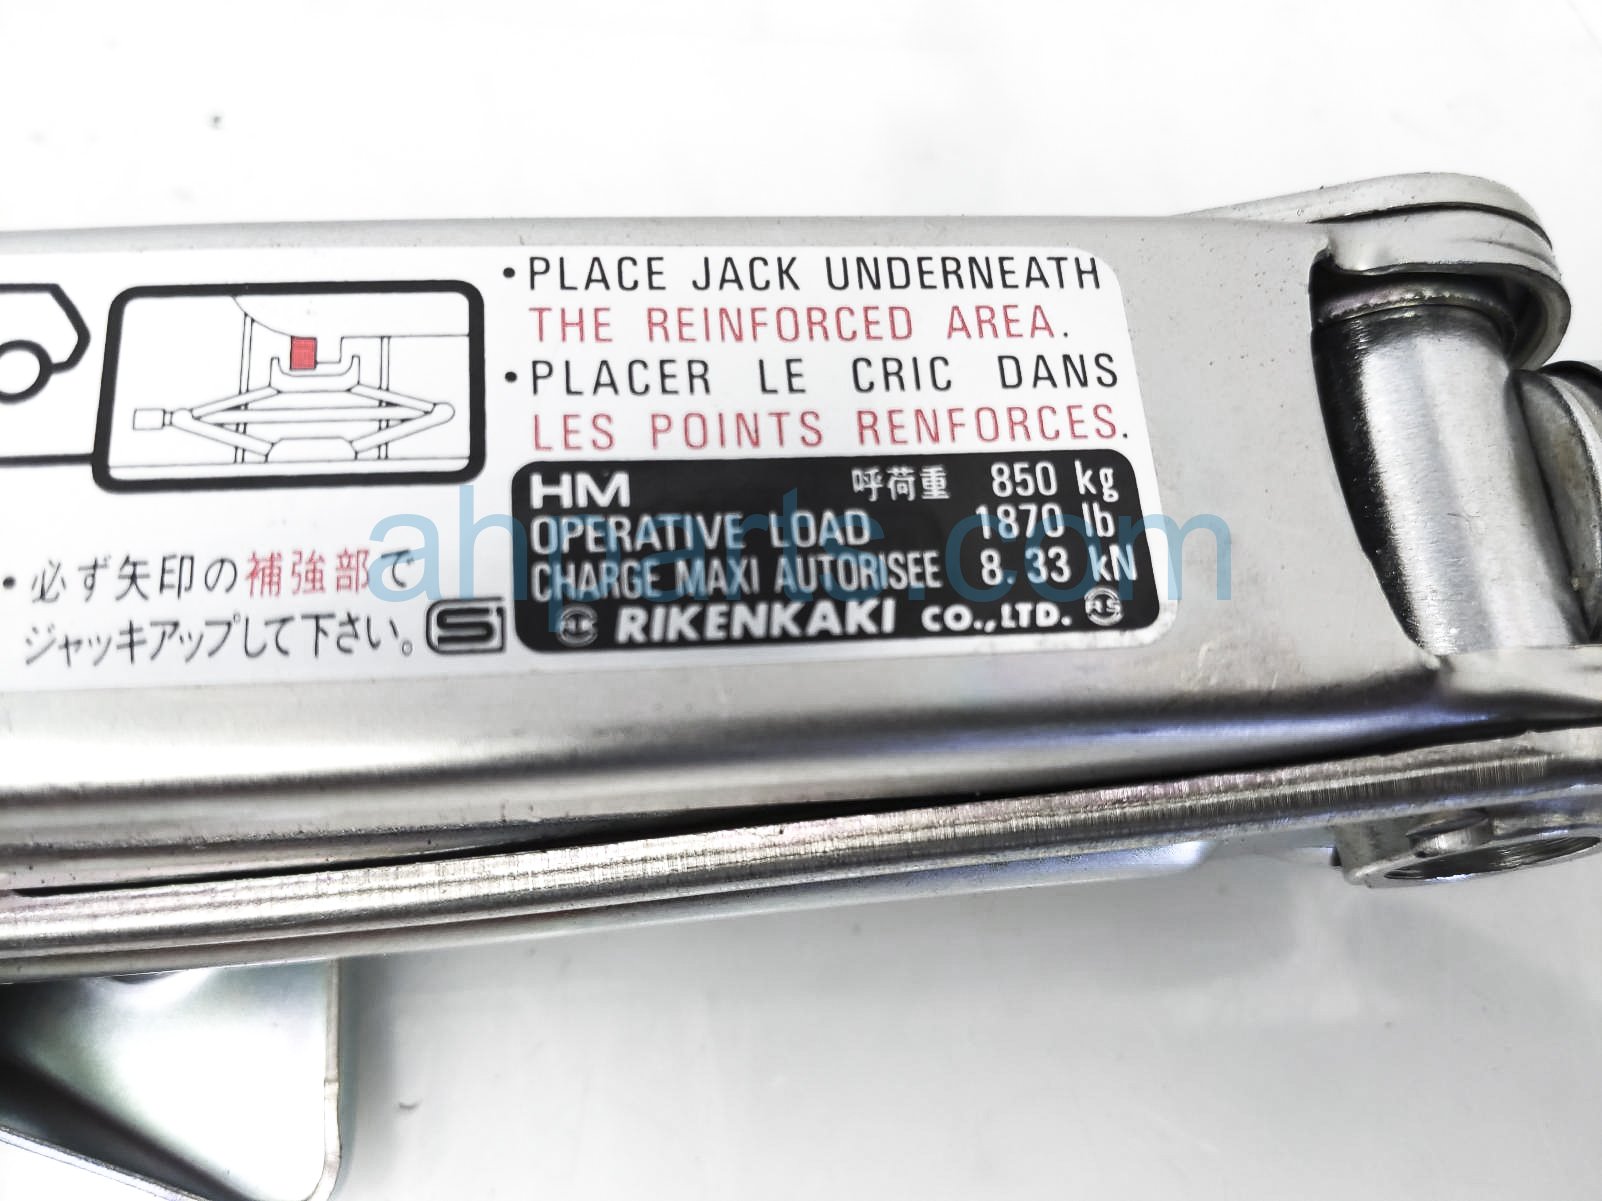 • PLACE JACK UNDERNEATH
THE REINFORCED AREA.
• PLACER LE CRIC DANS
LES POINTS RENFORCES.
HM 呼荷重 850 kg
OPERATIVE LOAD 1870 lb
CHARGE MAXI AUTORISEE 8.33 kN
RIKENKAKI CO.,LTD.
• 必ず矢印の補強部で
ジャッキアップして下さい。
ahparts.com